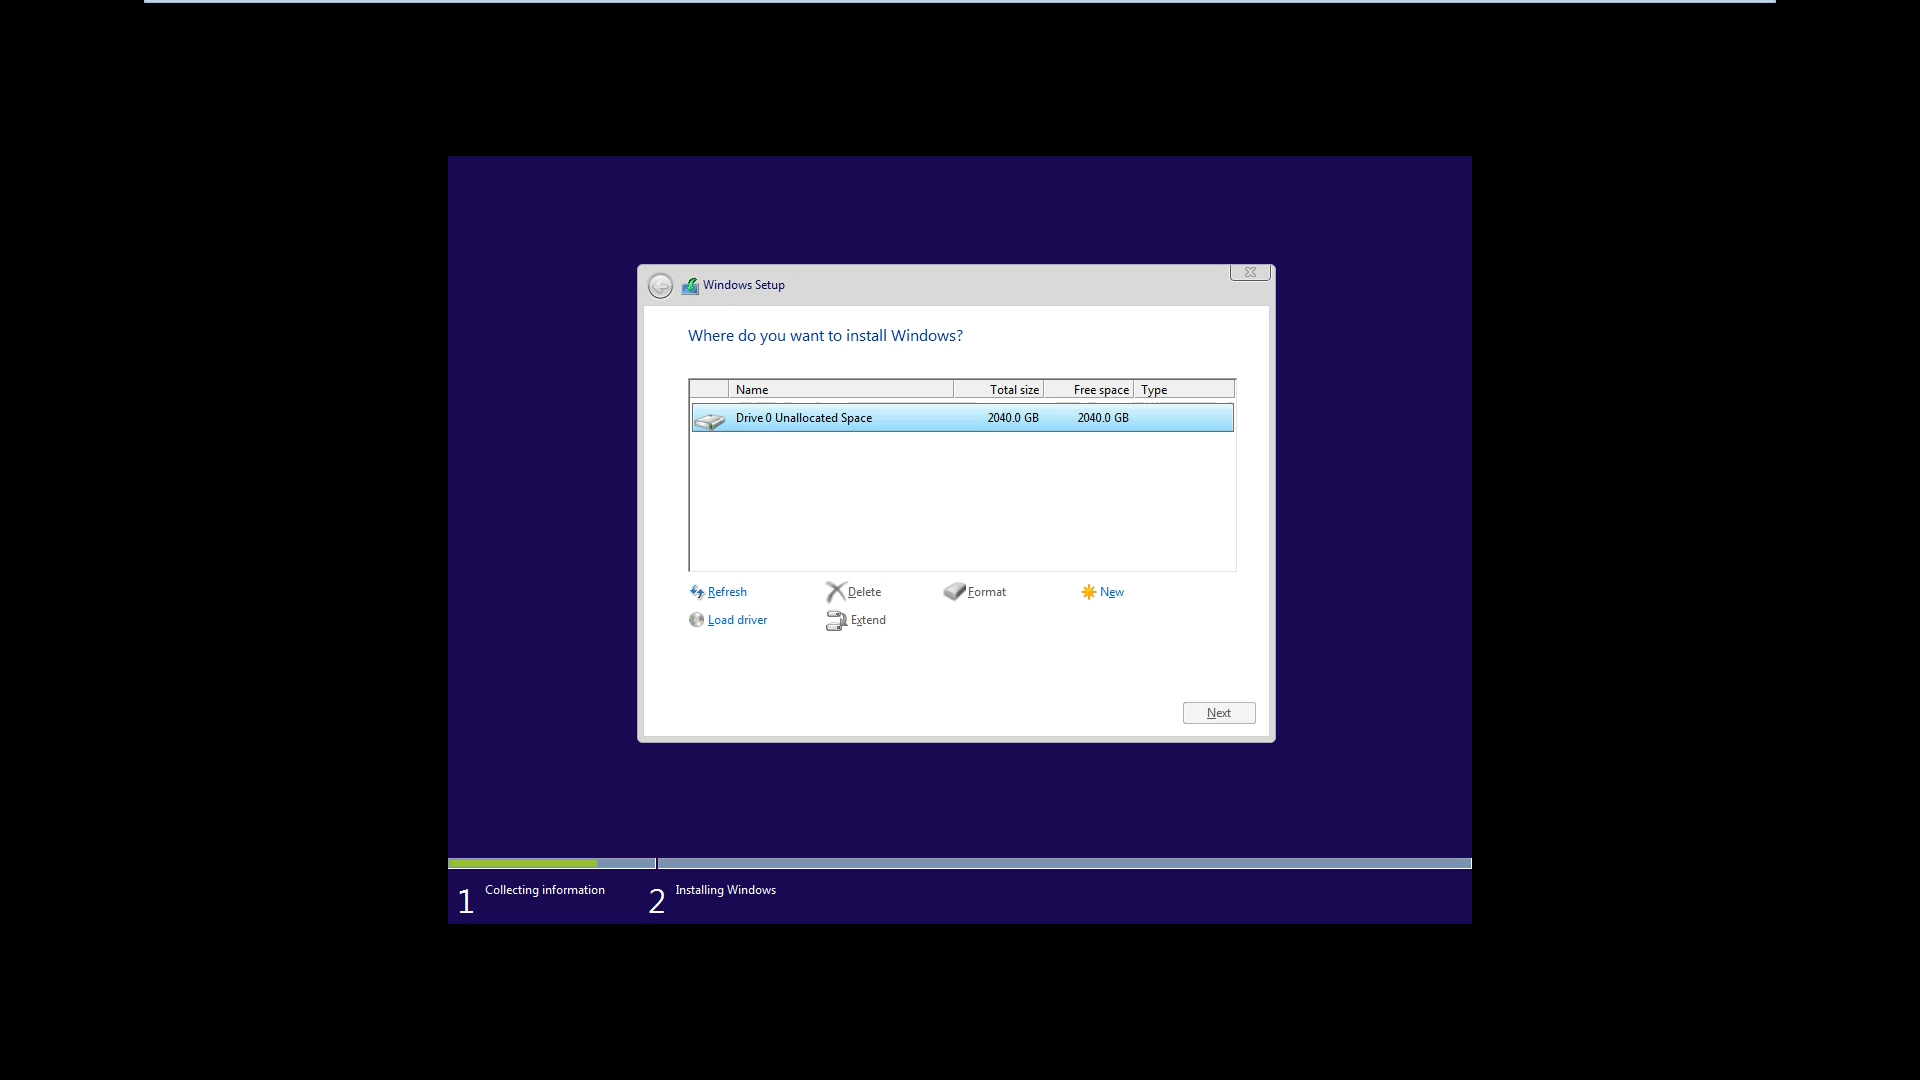 Windows Setup
Where do you want to install Windows?
Name Total size Free space Type
Drive 0 Unallocated Space 2040.0 GB 2040.0 GB
Refresh Delete Format New
Load driver Extend
Next
1 Collecting information 2 Installing Windows